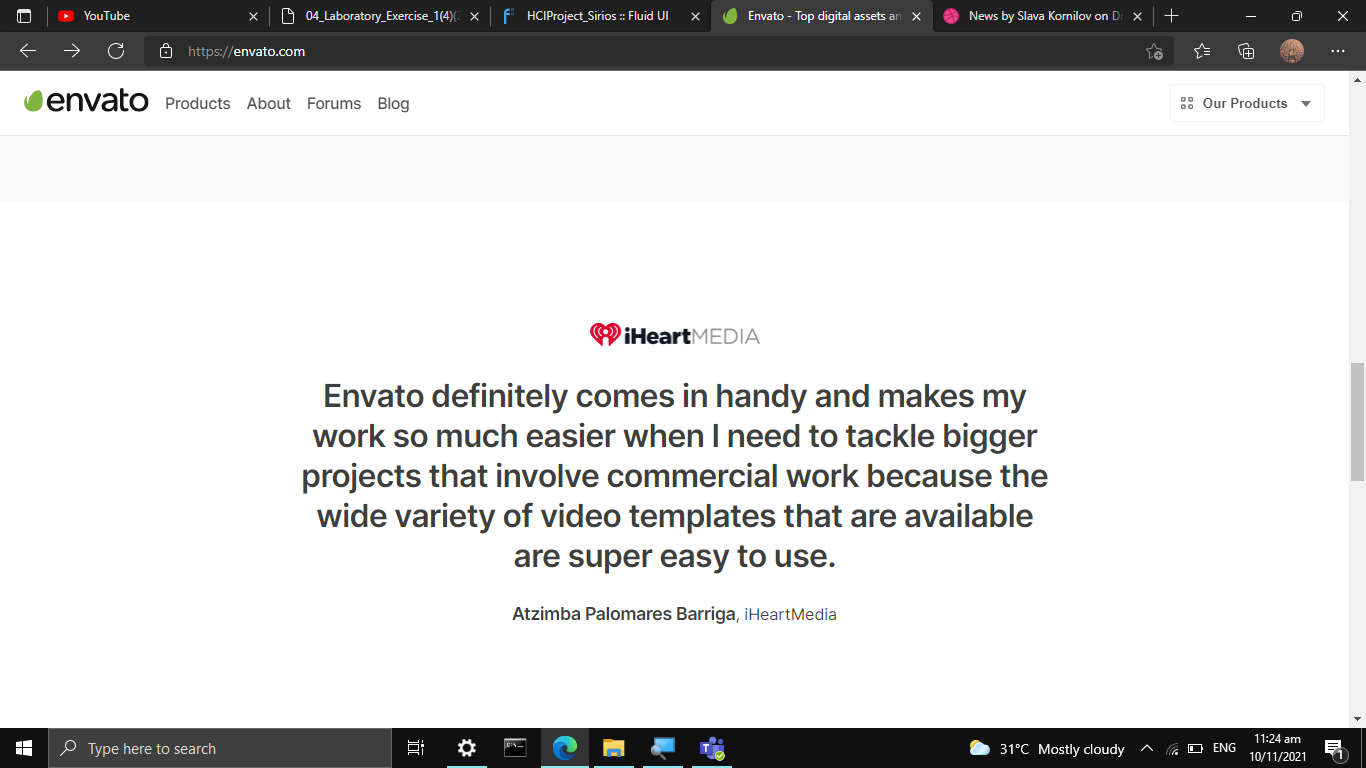 YouTube
04_Laboratory_Exercise_1(4)(
HCIProject_Sirios :: Fluid UI
Envato - Top digital assets an
News by Slava Kornilov on Dr
https://envato.com
envato
Products
About
Forums
Blog
Our Products
iHeartMEDIA
Envato definitely comes in handy and makes my
work so much easier when I need to tackle bigger
projects that involve commercial work because the
wide variety of video templates that are available
are super easy to use.
Atzimba Palomares Barriga, iHeartMedia
Type here to search
31°C Mostly cloudy
ENG
11:24 am
10/11/2021
1